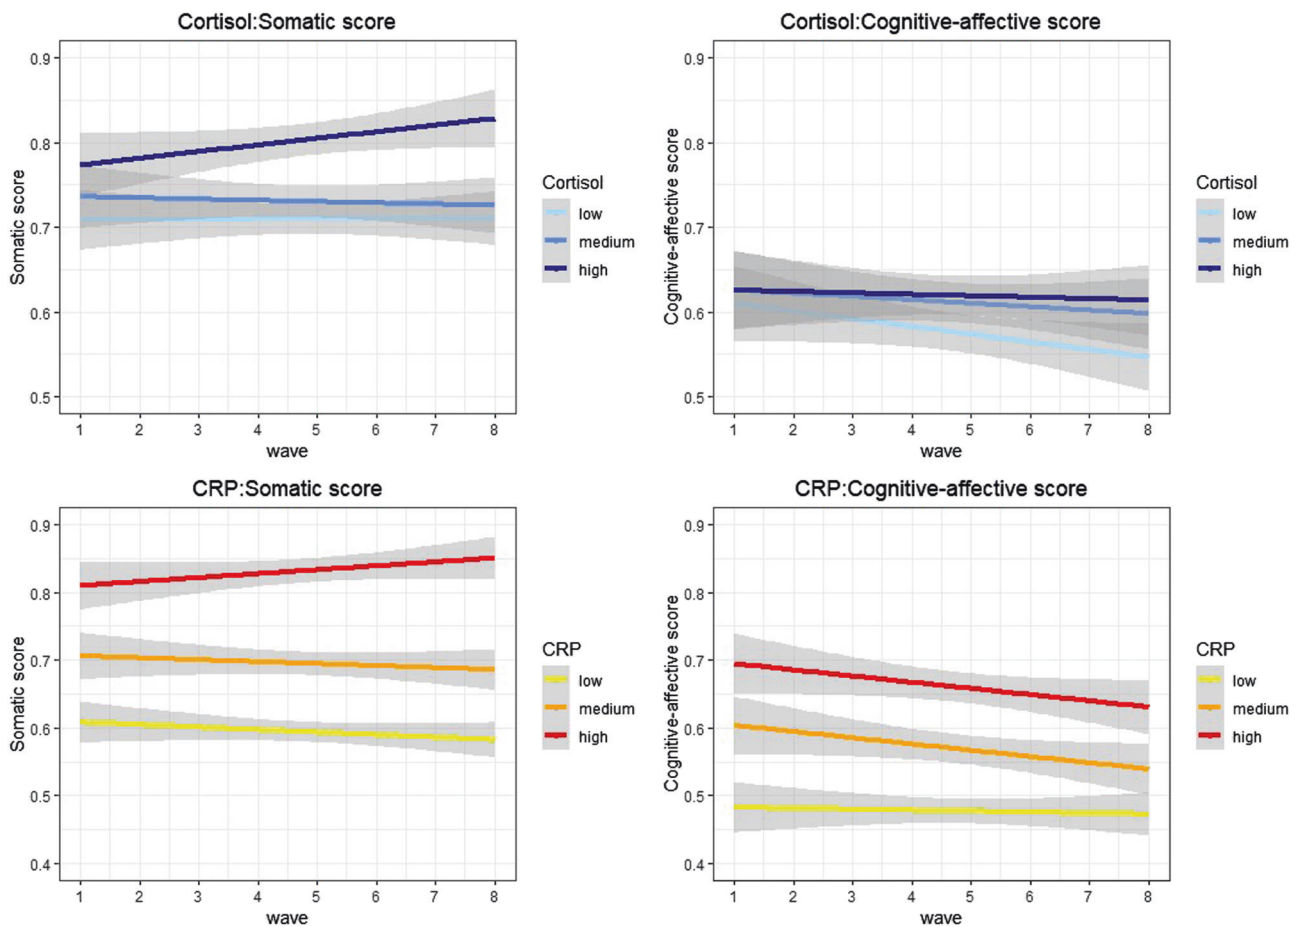 Cortisol:Somatic score
Somatic score
0.9
0.8
0.7
0.6
0.5
1 2 3 4 5 6 7 8
wave
Cortisol
low
medium
high
Cortisol:Cognitive-affective score
Cognitive-affective score
0.9
0.8
0.7
0.6
0.5
1 2 3 4 5 6 7 8
wave
Cortisol
low
medium
high
CRP:Somatic score
Somatic score
0.9
0.8
0.7
0.6
0.5
0.4
1 2 3 4 5 6 7 8
wave
CRP
low
medium
high
CRP:Cognitive-affective score
Cognitive-affective score
0.9
0.8
0.7
0.6
0.5
0.4
1 2 3 4 5 6 7 8
wave
CRP
low
medium
high